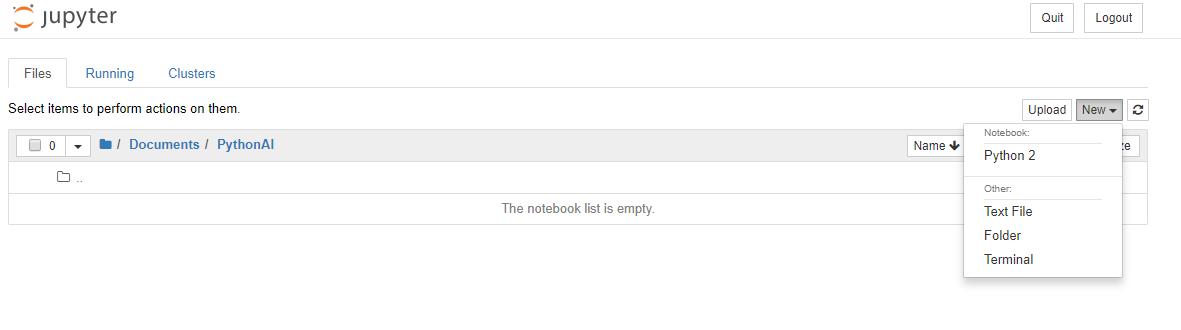 jupyter
Quit Logout
Files Running Clusters
Select items to perform actions on them.
Upload New
0 / Documents / PythonAI Name
Notebook:
Python 2
..
Other:
The notebook list is empty.
Text File
Folder
Terminal